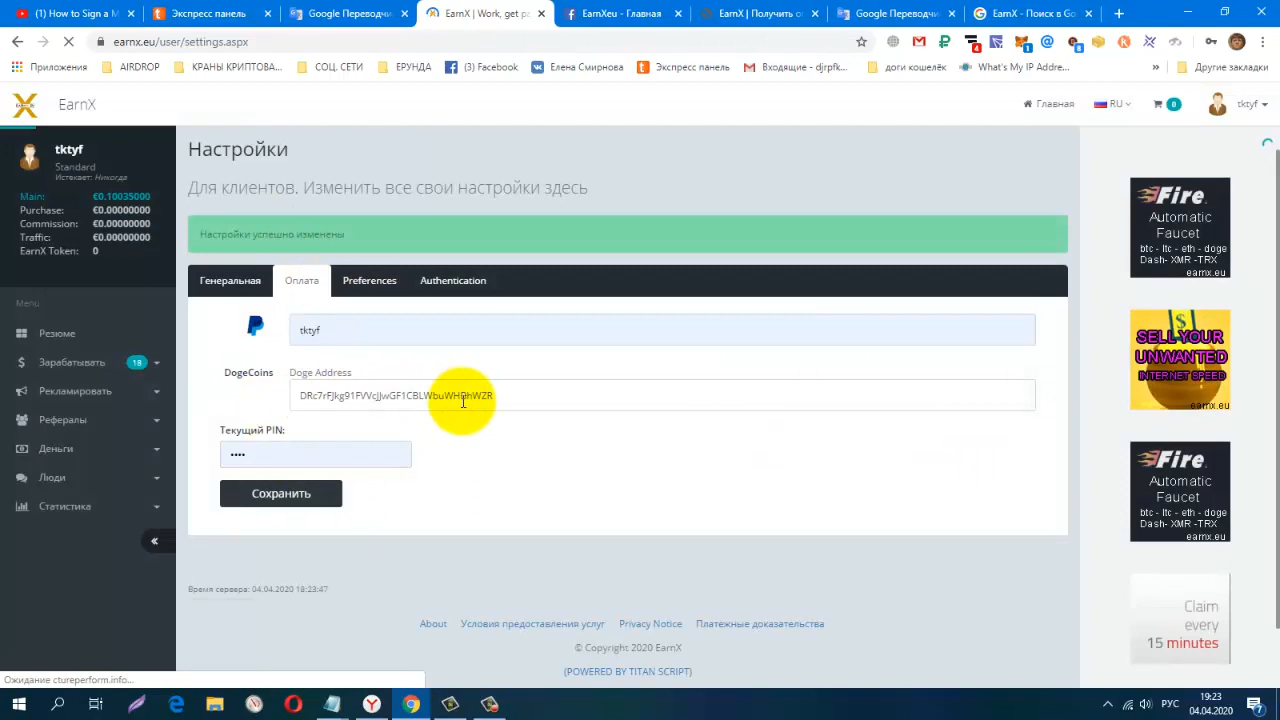 How to Sign a M
Экспресс панель
Настройки
Google Переводчи
EarnX | Work, get pa
EarnXeu - Главная
EarnX | Получить оп
Google Переводчи
EarnX - Поиск в Go
earnx.eu/user/settings.aspx
Приложения
AIRDROP
КРАНЫ КРИПТОВА...
СОЦ. СЕТИ
ЕРУНДА
(3) Facebook
Елена Смирнова
Экспресс панель
Входящие - djrpfk...
доги кошелёк
What's My IP Addre...
»
Другие закладки
EarnX
Главная
RU
0
tktyf
tktyf
Standard
Истекает: Никогда
Main: €0.10035000
Purchase: €0.00000000
Commission: €0.00000000
Traffic: €0.00000000
EarnX Token: 0
Menu
Резюме
Зарабатывать 18
Рекламировать
Рефералы
Деньги
Люди
Статистика
«
Настройки
Для клиентов. Изменить все свои настройки здесь
Настройки успешно изменены
Генеральная
Оплата
Preferences
Authentication
tktyf
DogeCoins
Doge Address
Текущий PIN:
••••
Сохранить
Время сервера: 04.04.2020 18:23:47
About
Условия предоставления услуг
Privacy Notice
Платежные доказательства
© Copyright 2020 EarnX
(POWERED BY TITAN SCRIPT)
Fire
Automatic
Faucet
btc - ltc - eth - doge
Dash- XMR -TRX
earnx.eu
SELL YOUR
UNWANTED
INTERNET SPEED
earnx.eu
Fire
Automatic
Faucet
btc - ltc - eth - doge
Dash- XMR -TRX
earnx.eu
Claim
every
15 minutes
Ожидание ctureperform.info...
РУС
19:23
04.04.2020
7